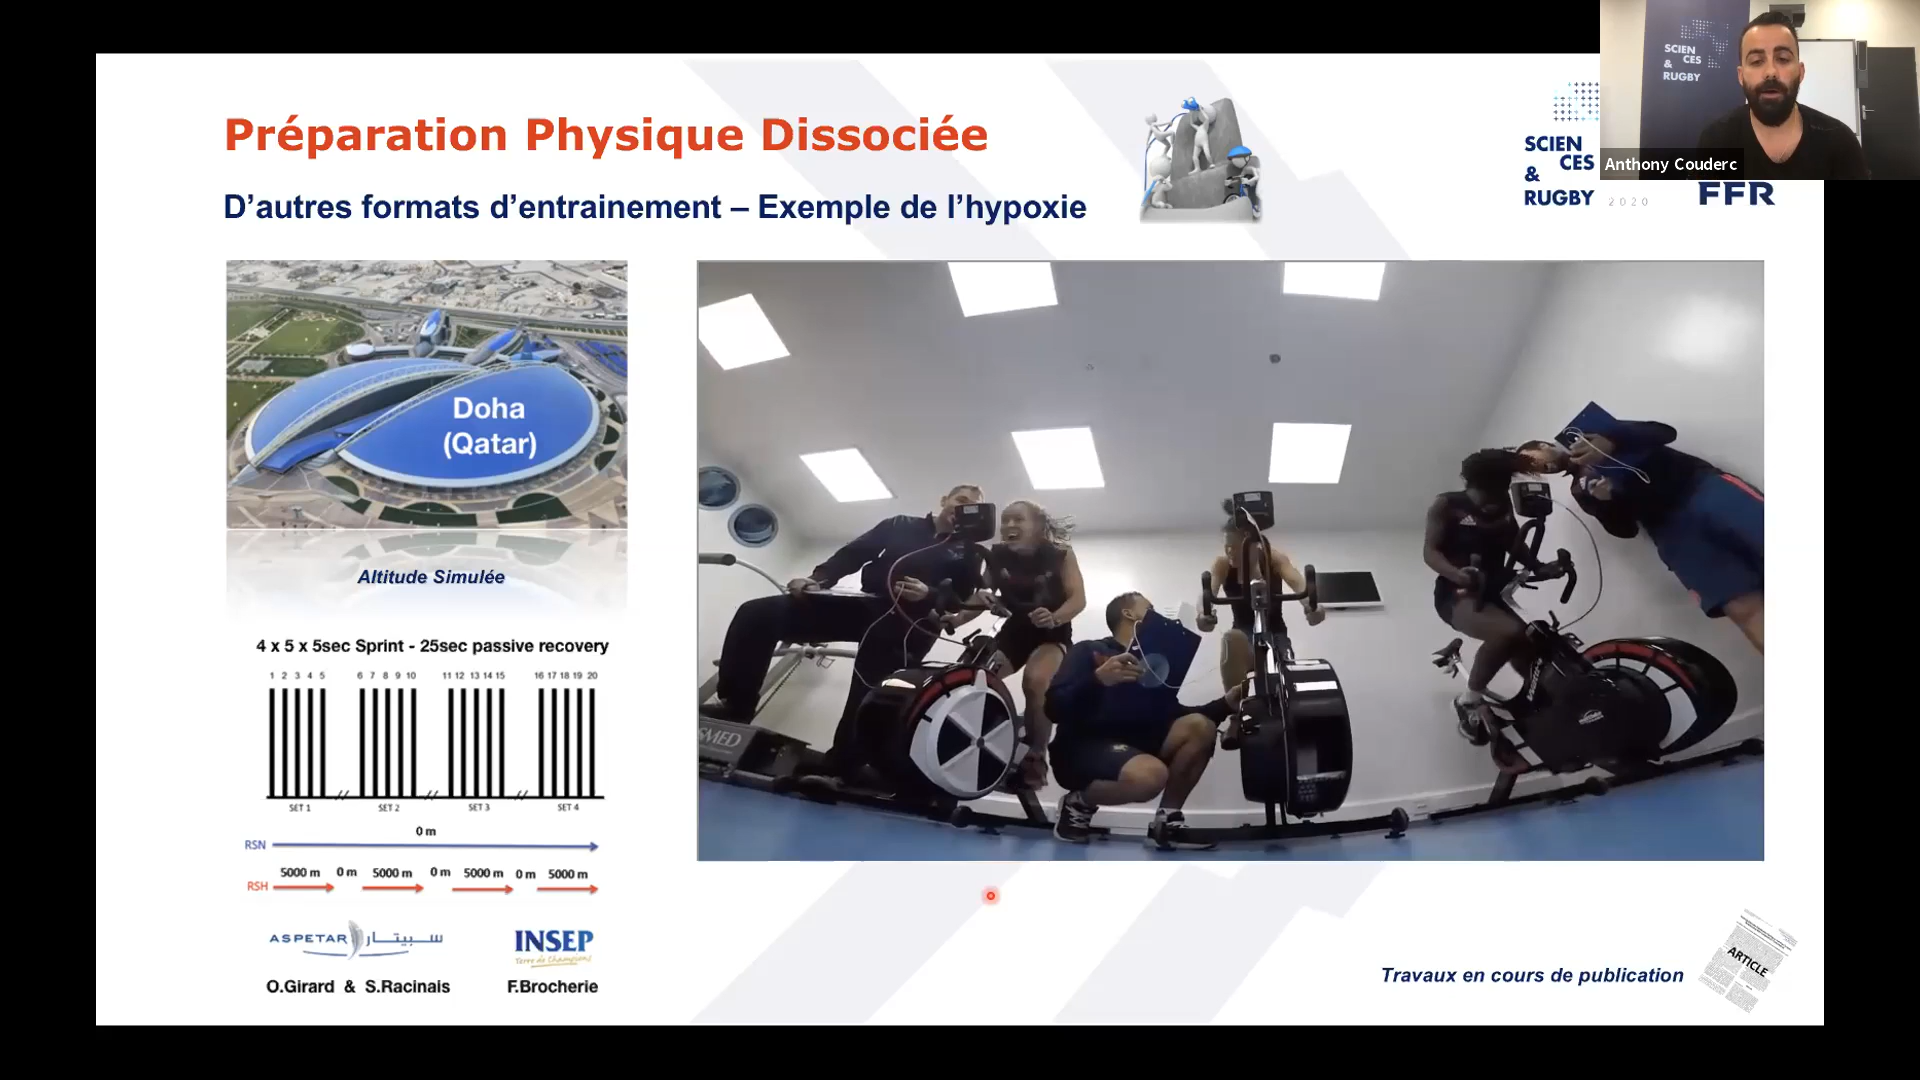 Préparation Physique Dissociée
D'autres formats d'entrainement – Exemple de l'hypoxie
SCIEN
CES
&
RUGBY
2020
FFR
SCIEN
CES
&
RUGBY
Anthony Couderc
Doha
(Qatar)
Altitude Simulée
4 x 5 x 5sec Sprint - 25sec passive recovery
1 2 3 4 5 6 7 8 9 10 11 12 13 14 15 16 17 18 19 20
SET 1 SET 2 SET 3 SET 4
0 m
RSN
5000 m 0 m 5000 m 0 m 5000 m 0 m 5000 m
RSH
ASPETAR سبيتار
INSEP
Terre de Champions
O.Girard & S.Racinais
F.Brocherie
SMED
Travaux en cours de publication
ARTICLE